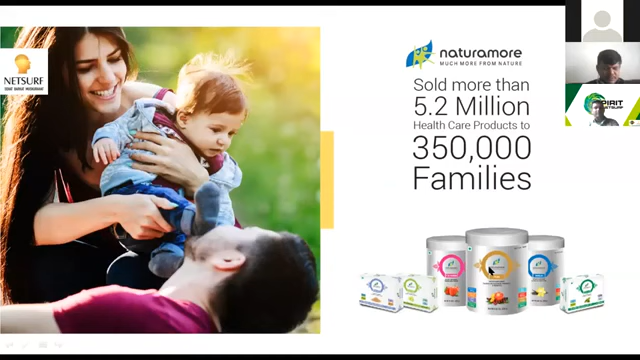 NETSURF
naturamore
MUCH MORE FROM NATURE
Sold more than
5.2 Million
Health Care Products to
350,000
Families